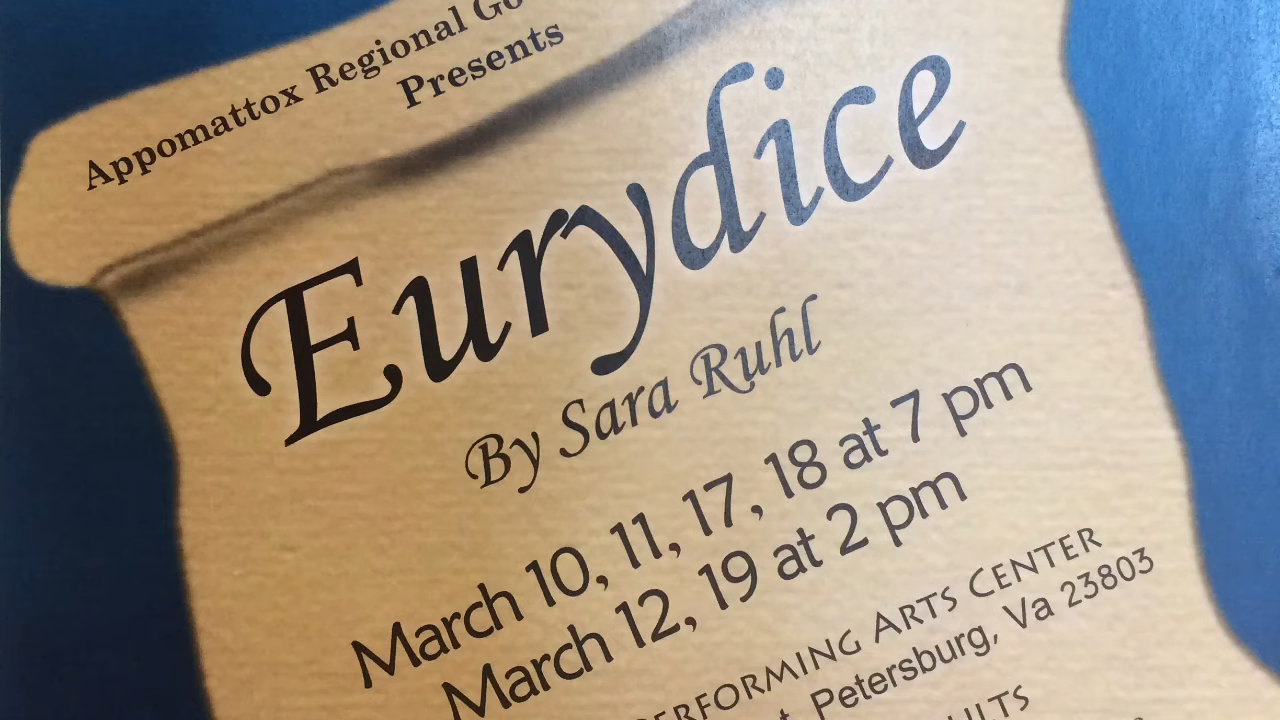 Appomattox Regional Go
Presents
Eurydice
By Sara Ruhl
March 10, 11, 17, 18 at 7 pm
March 12, 19 at 2 pm
ERFORMING ARTS CENTER
Petersburg, Va 23803
ULTS